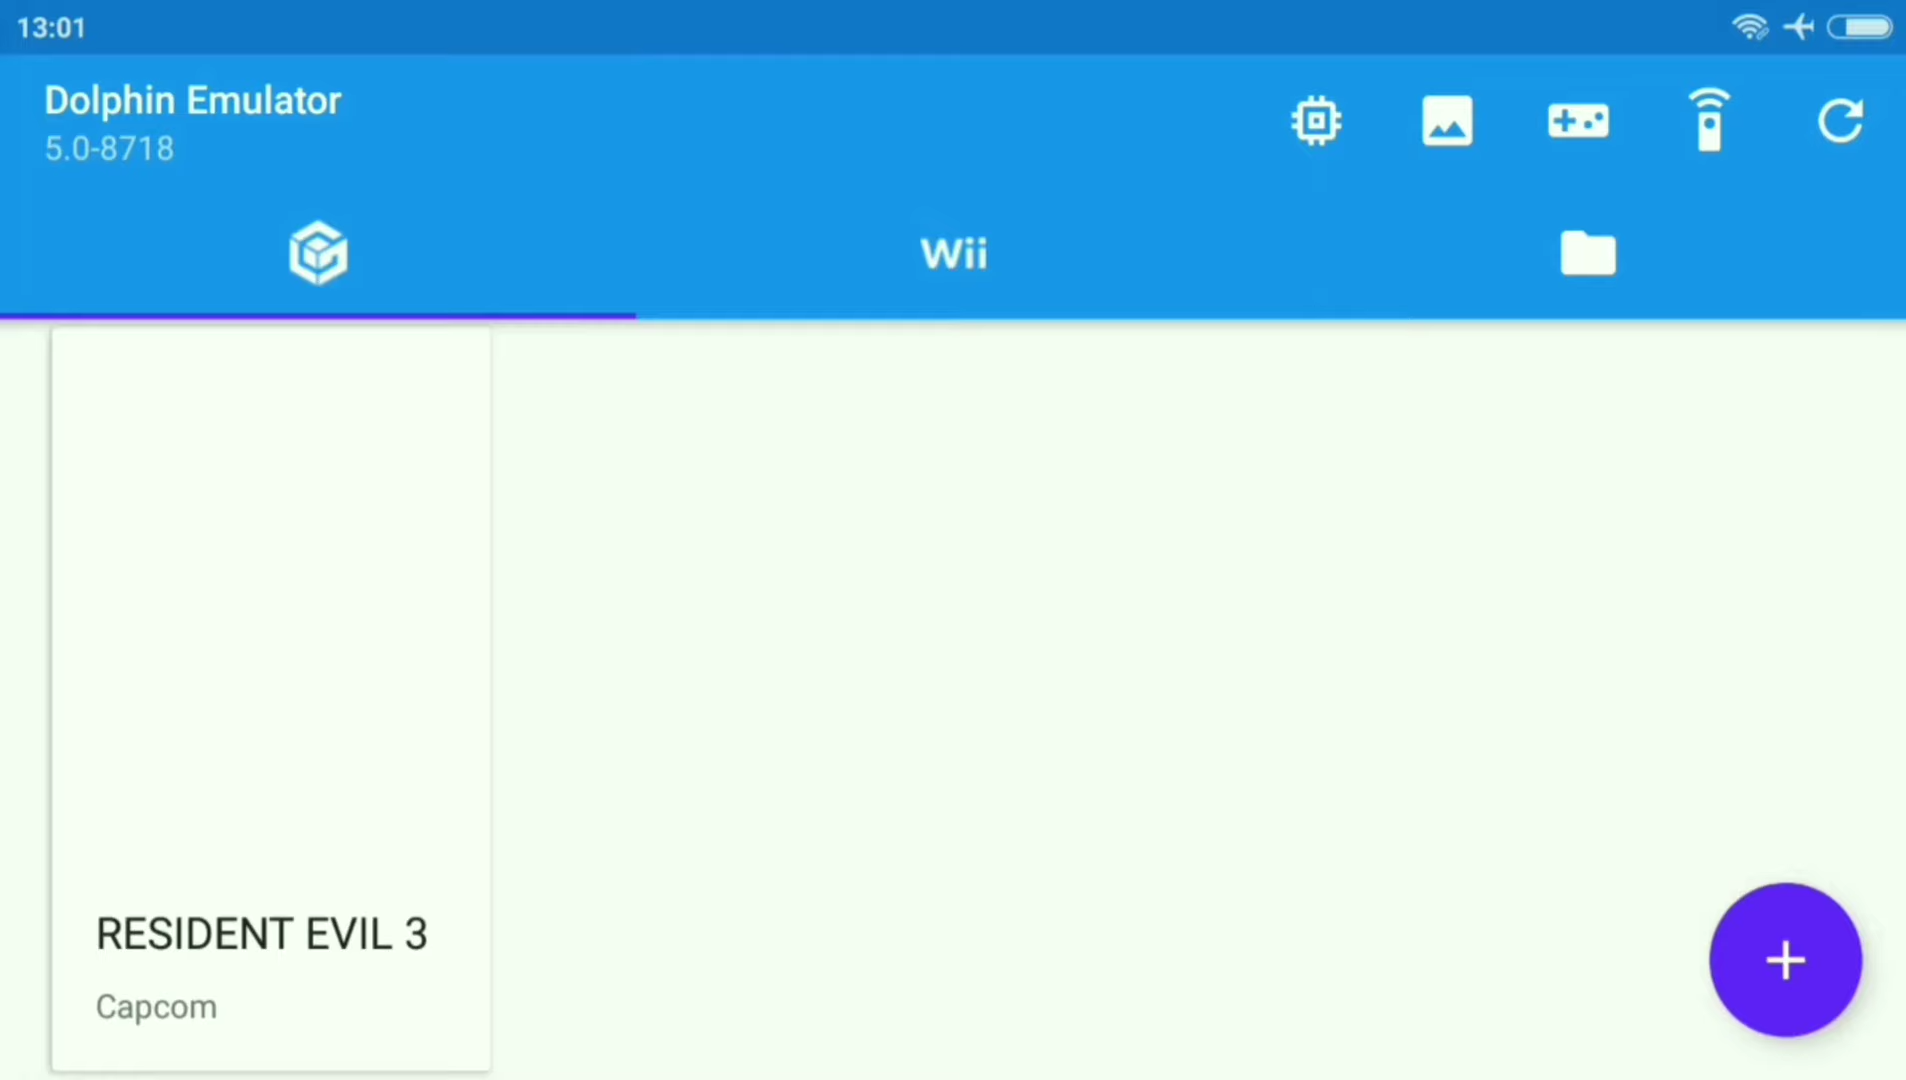 13:01
Dolphin Emulator
5.0-8718
Wii
RESIDENT EVIL 3
Capcom